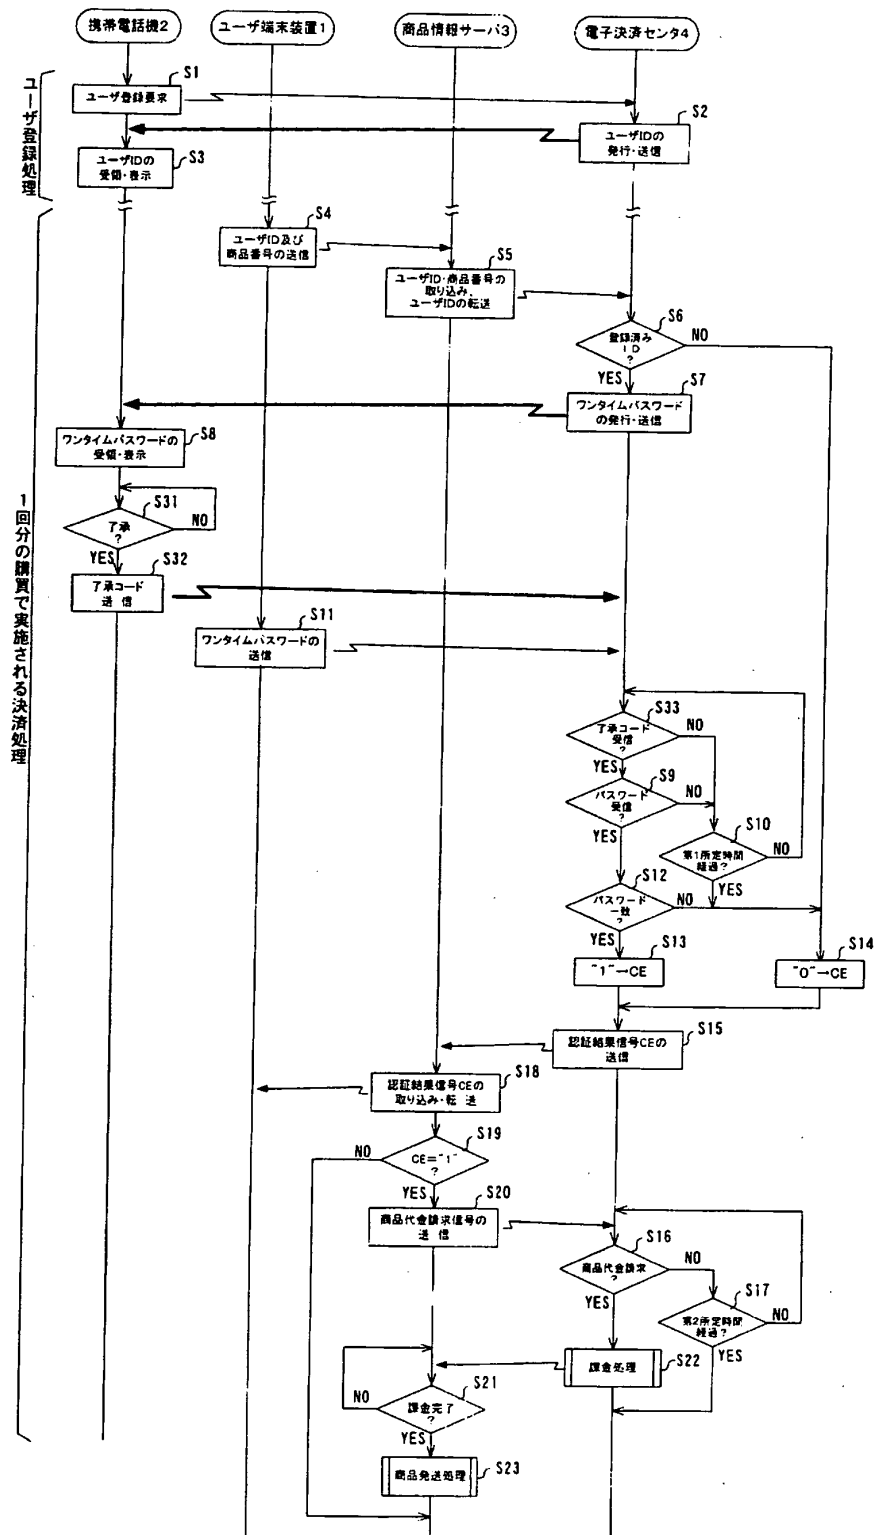 携帯電話機2
ユーザ端末装置1
商品情報サーバ3
電子決済センタ4
ユーザ登録処理
S1
ユーザ登録要求
S2
ユーザIDの
発行・送信
S3
ユーザIDの
受領・表示
1回分の購買で実施される決済処理
S4
ユーザID及び
商品番号の送信
S5
ユーザID・商品番号の
取り込み、
ユーザIDの転送
S6
登録済み
ID
?
NO
YES
S7
ワンタイムパスワード
の発行・送信
S8
ワンタイムパスワードの
受領・表示
S31
了承
?
NO
YES
S32
了承コード
送信
S11
ワンタイムパスワードの
送信
S33
了承コード
受信
?
NO
YES
S9
パスワード
受信
?
NO
YES
S10
第1所定時間
経過?
NO
YES
S12
パスワード
一致
?
NO
YES
S13
"1"→CE
S14
"0"→CE
S15
認証結果信号CEの
送信
S18
認証結果信号CEの
取り込み・転送
S19
CE="1"
?
NO
YES
S20
商品代金請求信号の
送信
S16
商品代金請求
?
NO
YES
S17
第2所定時間
経過?
NO
YES
S22
課金処理
S21
課金完了
?
NO
YES
S23
商品発送処理